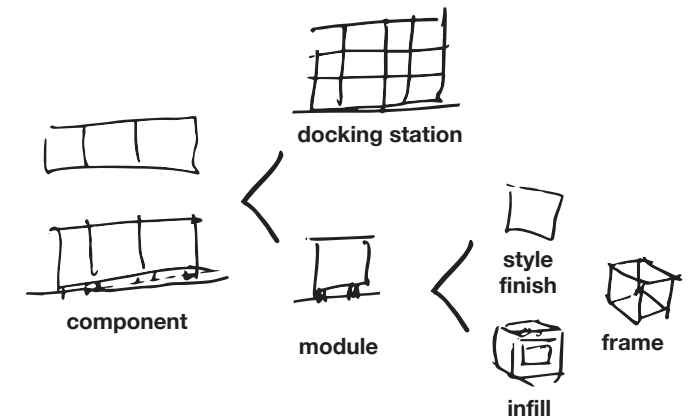 docking station
component
module
style
finish
frame
infill